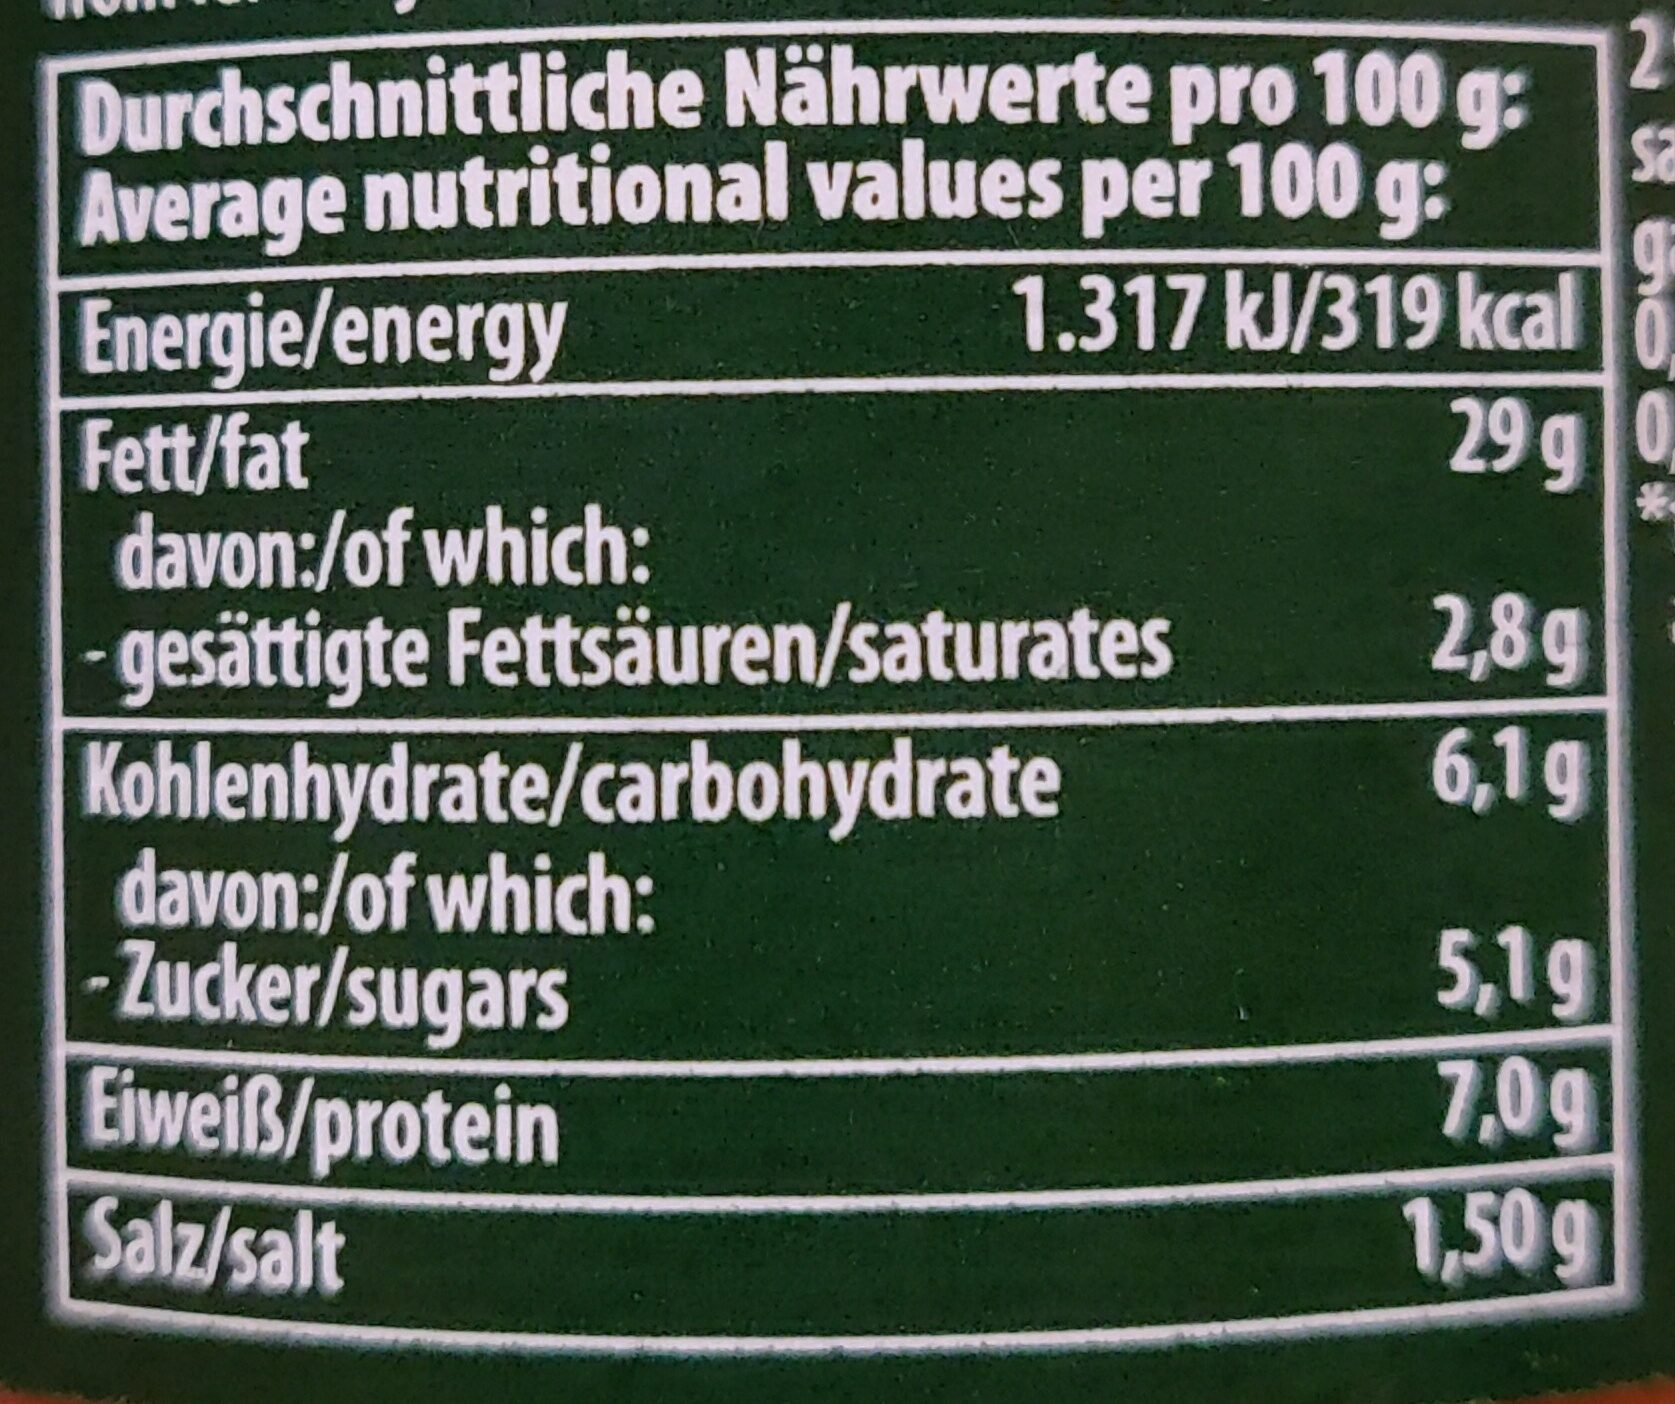 Durchschnittliche Nährwerte pro 100 g:
Average nutritional values per 100 g:
Energie/energy 1.317 kJ/319 kcal
Fett/fat 29 g
davon:/of which:
- gesättigte Fettsäuren/saturates 2,8 g
Kohlenhydrate/carbohydrate 6,1 g
davon:/of which:
- Zucker/sugars 5,1 g
Eiweiß/protein 7,0 g
Salz/salt 1,50 g